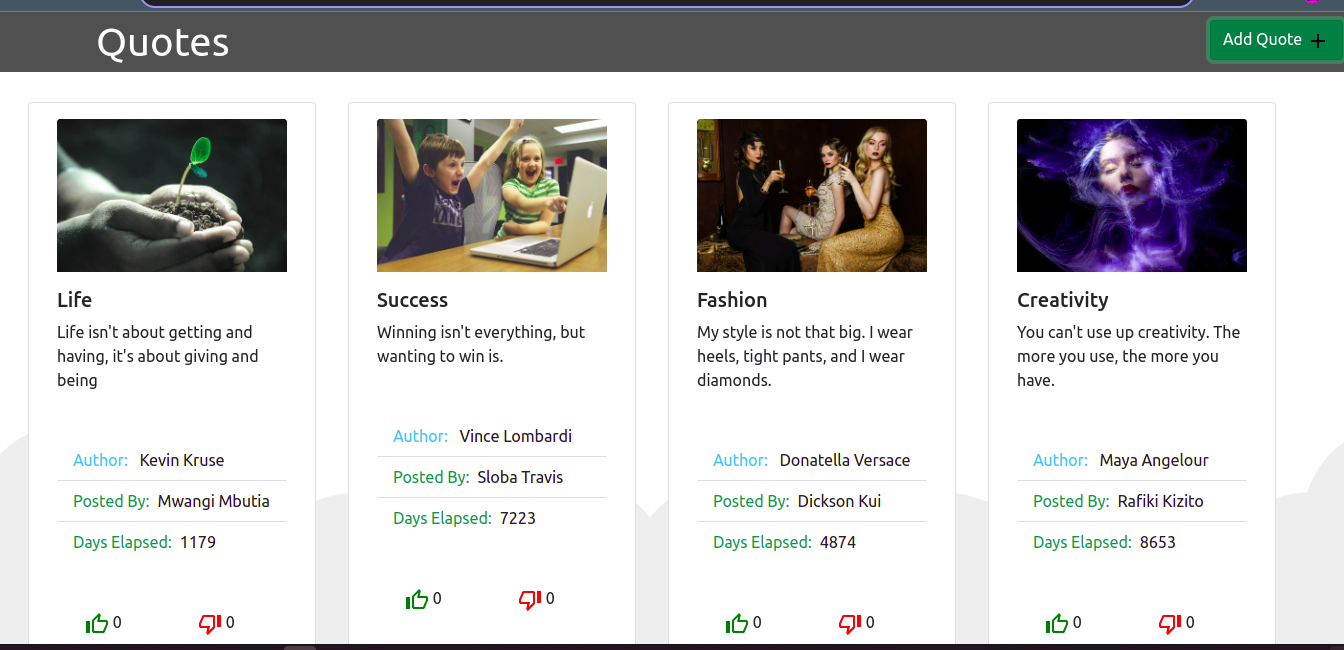 Quotes
Add Quote +
Life
Life isn't about getting and
having, it's about giving and
being
Author: Kevin Kruse
Posted By: Mwangi Mbutia
Days Elapsed: 1179
0 0
Success
Winning isn't everything, but
wanting to win is.
Author: Vince Lombardi
Posted By: Sloba Travis
Days Elapsed: 7223
0 0
Fashion
My style is not that big. I wear
heels, tight pants, and I wear
diamonds.
Author: Donatella Versace
Posted By: Dickson Kui
Days Elapsed: 4874
0 0
Creativity
You can't use up creativity. The
more you use, the more you
have.
Author: Maya Angelour
Posted By: Rafiki Kizito
Days Elapsed: 8653
0 0